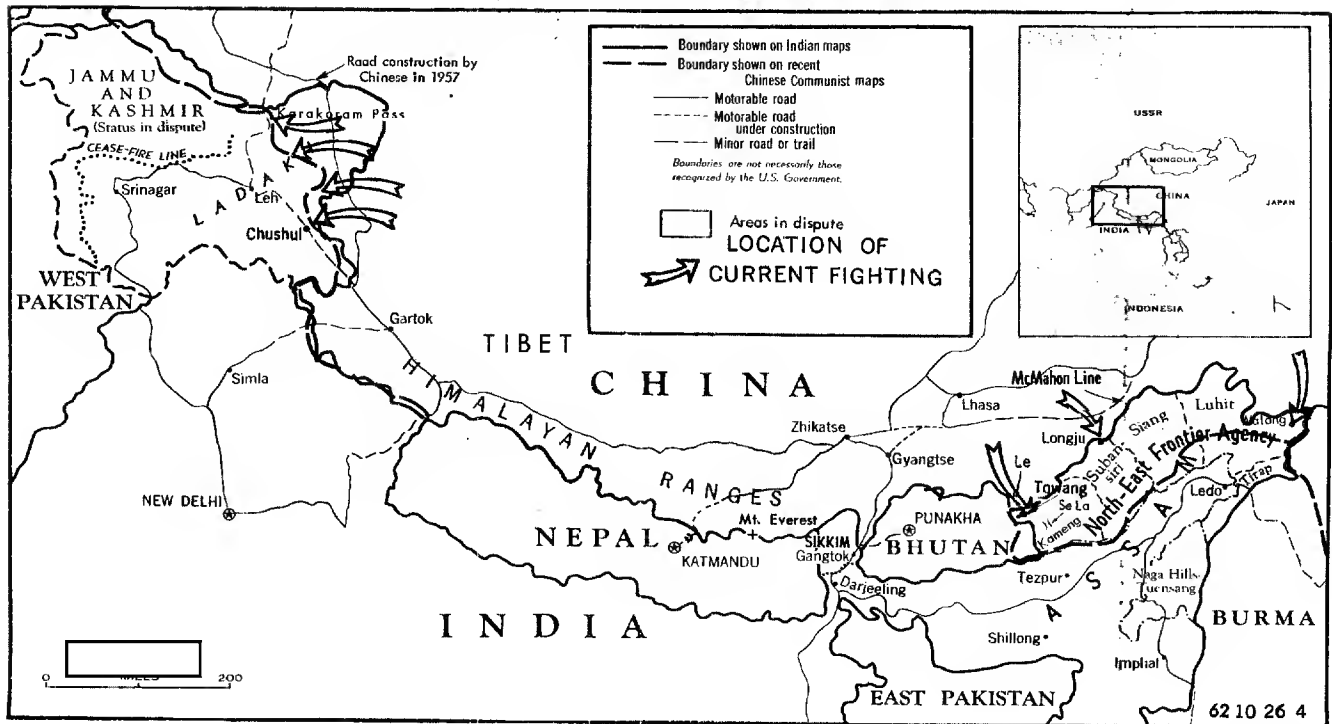 Road construction by
Chinese in 1957
JAMMU
AND
KASHMIR
(Status in dispute)
Karakoram Pass
CEASE-FIRE LINE
Srinagar
LADAK
Leh
Chushul
WEST
PAKISTAN
Gartok
Simla
NEW DELHI
Boundary shown on Indian maps
Boundary shown on recent
Chinese Communist maps
Motorable road
Motorable road
under construction
Minor road or trail
Boundaries are not necessarily those
recognized by the U.S. Government.
Areas in dispute
LOCATION OF
CURRENT FIGHTING
USSR
MONGOLIA
CHINA
JAPAN
INDIA
INDONESIA
TIBET
CHINA
HIMALAYAN RANGES
McMahon Line
Lhasa
Zhikatse
Gyangtse
Longju
Le
Tqwang
Se La
Kameng
Suban-
siri
Siang
Luhit
Walong
North-East Frontier Agency
Tirap
Ledo
NEPAL
Mt. Everest
KATMANDU
SIKKIM
Gangtok
PUNAKHA
BHUTAN
Darjeeling
Tezpur
ASSAM
Naga Hills-
Tuensang
Shillong
Imphal
BURMA
INDIA
EAST PAKISTAN
0 200
62 10 26 4